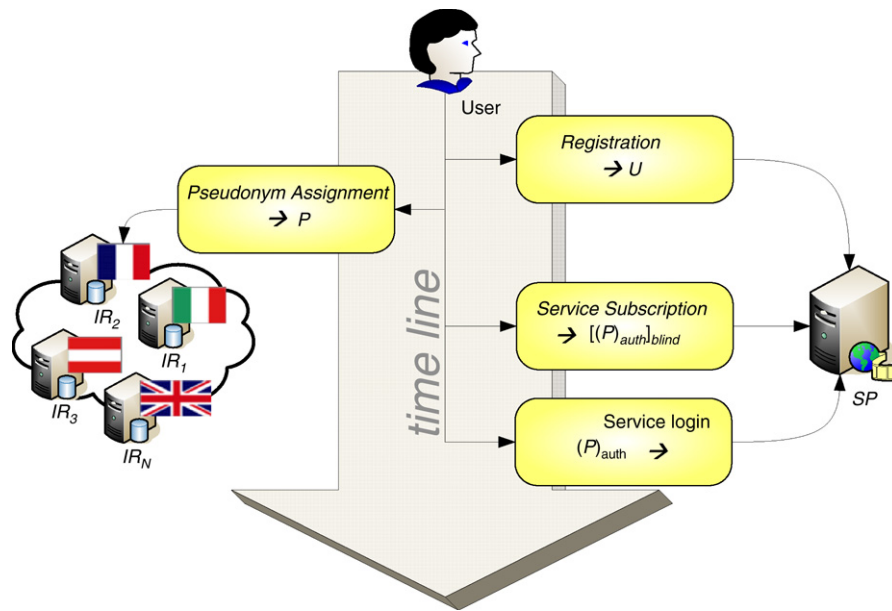 User
Registration
→ U
Pseudonym Assignment
→ P
IR2
IR1
IR3
IRN
time line
Service Subscription
→ [(P)auth]blind
SP
Service login
(P)auth →